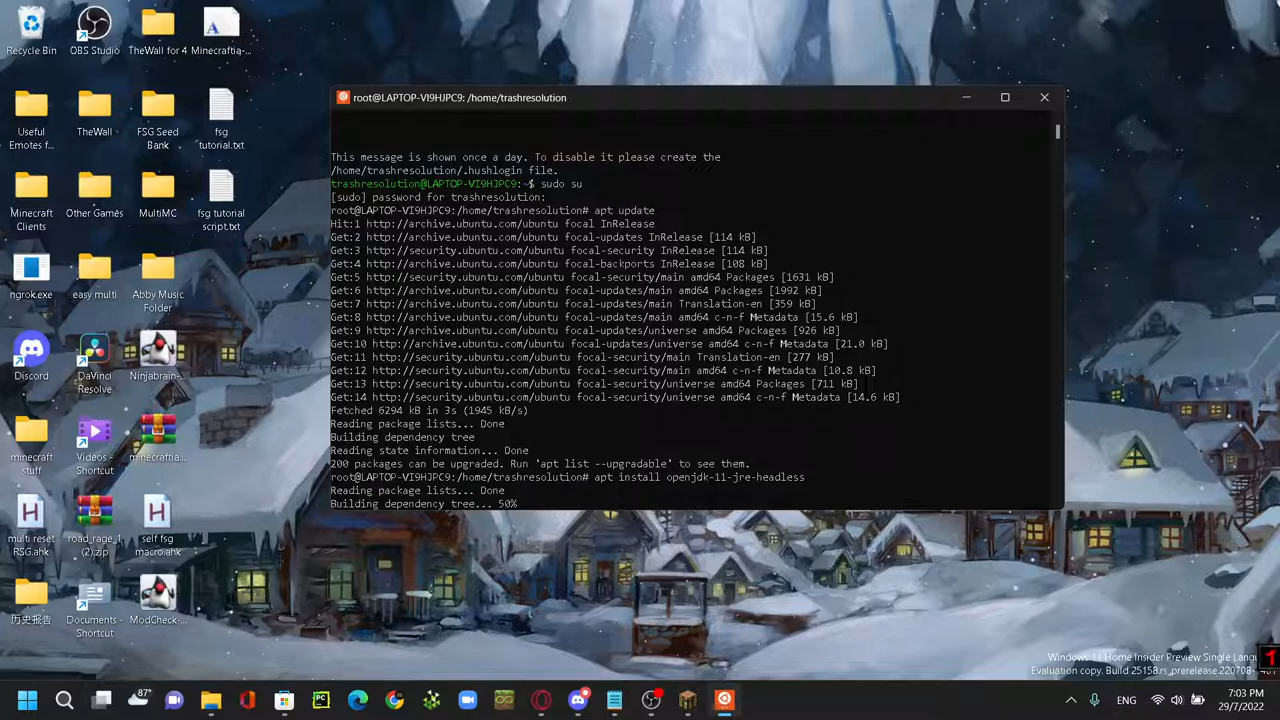 Recycle Bin
OBS Studio
TheWall for 4
Minecraftia-...
Useful
Emotes f...
TheWall
FSG Seed
Bank
fsg
tutorial.txt
Minecraft
Clients
Other Games
MultiMC
fsg tutorial
script.txt
ngrok.exe
easy multi
Abby Music
Folder
Discord
DaVinci
Resolve
Ninjabrain-...
minecraft
stuff
Videos -
Shortcut
minecraftia...
multi reset
RSG.ahk
road_rage_1
(2).zip
self fsg
macro.ahk
历史报告
Documents -
Shortcut
ModCheck-...
root@LAPTOP-VI9HJPC9: /home/trashresolution
This message is shown once a day. To disable it please create the
/home/trashresolution/.hushlogin file.
trashresolution@LAPTOP-VI9HJPC9:~$ sudo su
[sudo] password for trashresolution:
root@LAPTOP-VI9HJPC9:/home/trashresolution# apt update
Hit:1 http://archive.ubuntu.com/ubuntu focal InRelease
Get:2 http://archive.ubuntu.com/ubuntu focal-updates InRelease [114 kB]
Get:3 http://security.ubuntu.com/ubuntu focal-security InRelease [114 kB]
Get:4 http://archive.ubuntu.com/ubuntu focal-backports InRelease [108 kB]
Get:5 http://security.ubuntu.com/ubuntu focal-security/main amd64 Packages [1631 kB]
Get:6 http://archive.ubuntu.com/ubuntu focal-updates/main amd64 Packages [1992 kB]
Get:7 http://archive.ubuntu.com/ubuntu focal-updates/main Translation-en [359 kB]
Get:8 http://archive.ubuntu.com/ubuntu focal-updates/main amd64 c-n-f Metadata [15.6 kB]
Get:9 http://archive.ubuntu.com/ubuntu focal-updates/universe amd64 Packages [926 kB]
Get:10 http://archive.ubuntu.com/ubuntu focal-updates/universe amd64 c-n-f Metadata [21.0 kB]
Get:11 http://security.ubuntu.com/ubuntu focal-security/main Translation-en [277 kB]
Get:12 http://security.ubuntu.com/ubuntu focal-security/main amd64 c-n-f Metadata [10.8 kB]
Get:13 http://security.ubuntu.com/ubuntu focal-security/universe amd64 Packages [711 kB]
Get:14 http://security.ubuntu.com/ubuntu focal-security/universe amd64 c-n-f Metadata [14.6 kB]
Fetched 6294 kB in 3s (1945 kB/s)
Reading package lists... Done
Building dependency tree
Reading state information... Done
200 packages can be upgraded. Run 'apt list --upgradable' to see them.
root@LAPTOP-VI9HJPC9:/home/trashresolution# apt install openjdk-11-jre-headless
Reading package lists... Done
Building dependency tree... 50%
Windows 11 Home Insider Preview Single Langu
Evaluation copy. Build 25158.rs_prerelease.220708-
87°
PC
ENG
7:03 PM
29/7/2022